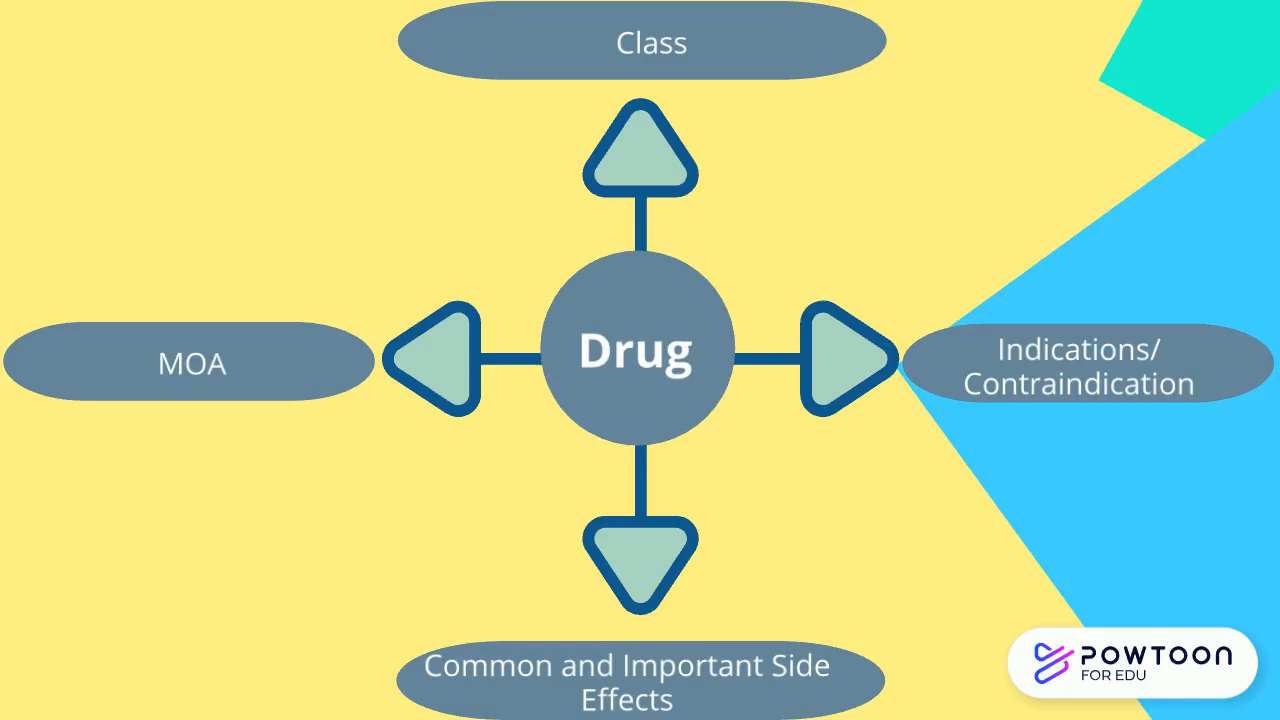 Class
MOA
Drug
Indications/
Contraindication
Common and Important Side
Effects
POWTOON
FOR EDU